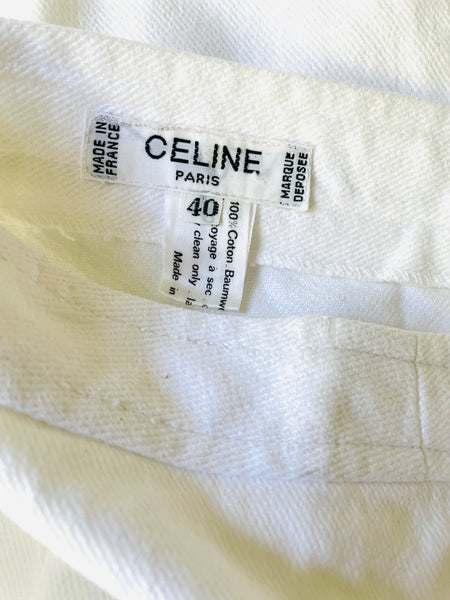 MADE IN
FRANCE
CELINE
PARIS
MARQUE
DEPOSEE
40
100% Coton Baumw
oyage à sec
clean only
Made in